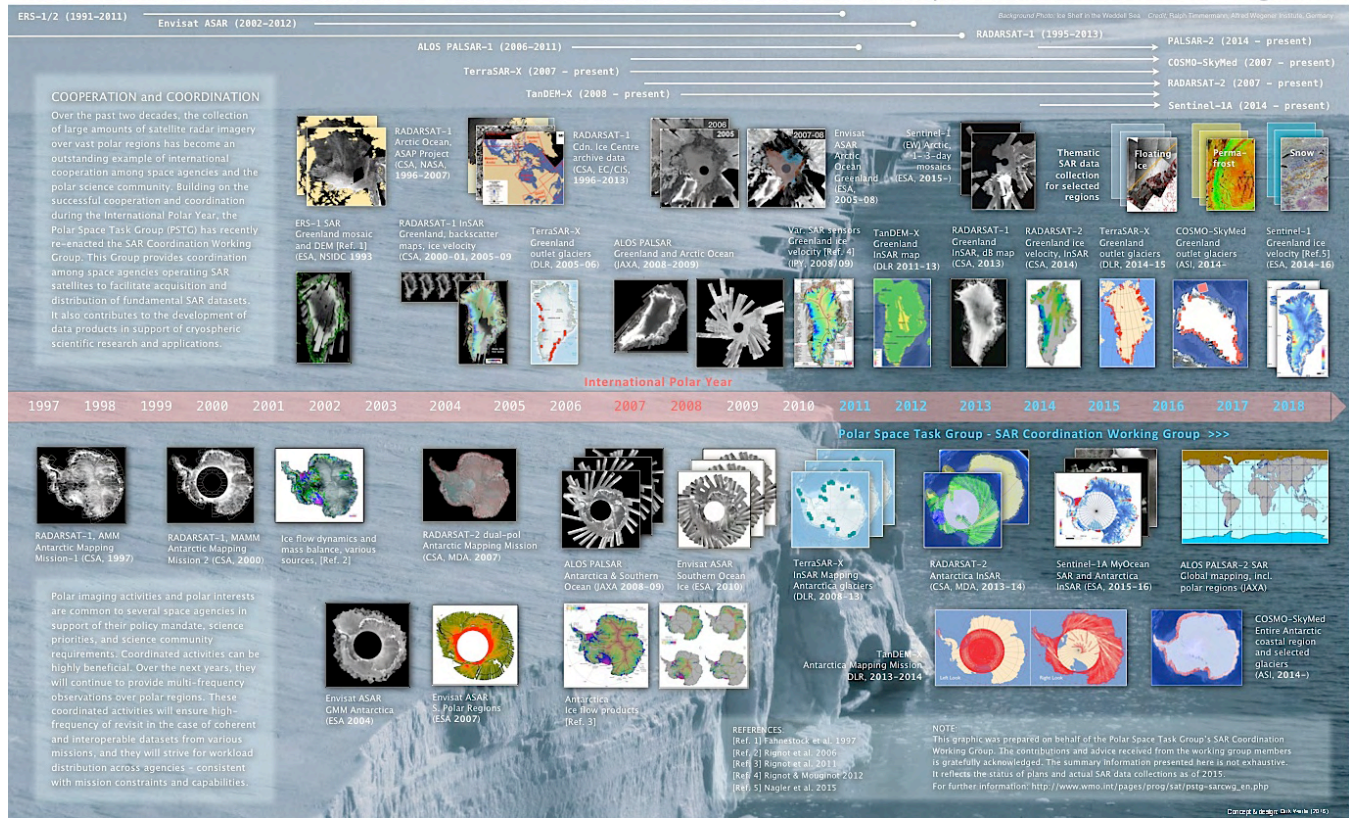 ERS-1/2 (1991-2011)
Envisat ASAR (2002-2012)
Background Photo: Ice Shelf in the Weddell Sea Credit: Ralph Timmermann, Alfred Wegener Institute, Germany
RADARSAT-1 (1995-2013)
ALOS PALSAR-1 (2006-2011)
PALSAR-2 (2014 - present)
COSMO-SkyMed (2007 - present)
TerraSAR-X (2007 - present)
RADARSAT-2 (2007 - present)
TanDEM-X (2008 - present)
Sentinel-1A (2014 - present)
COOPERATION and COORDINATION
Over the past two decades, the collection
of large amounts of satellite radar imagery
over vast polar regions has become an
outstanding example of international
cooperation among space agencies and the
polar science community. Building on the
successful cooperation and coordination
during the International Polar Year, the
Polar Space Task Group (PSTG) has recently
re-enacted the SAR Coordination Working
Group. This Group provides coordination
among space agencies operating SAR
satellites to facilitate acquisition and
distribution of fundamental SAR datasets.
It also contributes to the development of
data products in support of cryospheric
scientific research and applications.
RADARSAT-1
Arctic Ocean,
ASAP Project
(CSA, NASA,
1996-2007)
RADARSAT-1
Cdn. Ice Centre
archive data
(CSA, EC/CIS,
1996-2013)
2006
2005
2007-08
Envisat
ASAR
Arctic
Ocean
Greenland
(ESA,
2005-08)
Sentinel-1
(EW) Arctic,
1- 3-day
mosaics
(ESA, 2015-)
Thematic
SAR data
collection
for selected
regions
Floating
Ice
Perma-
frost
Snow
ERS-1 SAR
Greenland mosaic
and DEM [Ref. 1]
(ESA, NSIDC 1993
RADARSAT-1 InSAR
Greenland, backscatter
maps, ice velocity
(CSA, 2000-01, 2005-09
TerraSAR-X
Greenland
outlet glaciers
(DLR, 2005-06)
ALOS PALSAR
Greenland and Arctic Ocean
(JAXA, 2008-2009)
Var. SAR sensors
Greenland ice
velocity [Ref. 4]
(IPY, 2008/09)
TanDEM-X
Greenland
InSAR map
(DLR 2011-13)
RADARSAT-1
Greenland
InSAR, dB map
(CSA, 2013)
RADARSAT-2
Greenland ice
velocity, InSAR
(CSA, 2014)
TerraSAR-X
Greenland
outlet glaciers
(DLR, 2014-15
COSMO-SkyMed
Greenland
outlet glaciers
(ASI, 2014-
Sentinel-1
Greenland ice
velocity [Ref.5]
(ESA, 2014-16)
International Polar Year
1997 1998 1999 2000 2001 2002 2003 2004 2005 2006 2007 2008 2009 2010 2011 2012 2013 2014 2015 2016 2017 2018
Polar Space Task Group - SAR Coordination Working Group >>>
RADARSAT-1, AMM
Antarctic Mapping
Mission-1 (CSA, 1997)
RADARSAT-1, MAMM
Antarctic Mapping
Mission 2 (CSA, 2000)
Ice flow dynamics and
mass balance, various
sources, [Ref. 2]
RADARSAT-2 dual-pol
Antarctic Mapping Mission
(CSA, MDA. 2007)
ALOS PALSAR
Antarctica & Southern
Ocean (JAXA 2008-09)
Envisat ASAR
Southern Ocean
Ice (ESA, 2010)
TerraSAR-X
InSAR Mapping
Antarctica glaciers
(DLR, 2008-13)
RADARSAT-2
Antarctica InSAR
(CSA, MDA, 2013-14)
Sentinel-1A MyOcean
SAR and Antarctica
InSAR (ESA, 2015-16)
ALOS PALSAR-2 SAR
Global mapping, incl.
polar regions (JAXA)
Polar imaging activities and polar interests
are common to several space agencies in
support of their policy mandate, science
priorities, and science community
requirements. Coordinated activities can be
highly beneficial. Over the next years, they
will continue to provide multi-frequency
observations over polar regions. These
coordinated activities will ensure high-
frequency of revisit in the case of coherent
and interoperable datasets from various
missions, and they will strive for workload
distribution across agencies - consistent
with mission constraints and capabilities.
Envisat ASAR
GMM Antarctica
(ESA 2004)
Envisat ASAR
S. Polar Regions
(ESA 2007)
Antarctica
Ice flow products
[Ref. 3]
TanDEM-X
Antarctica Mapping Mission
DLR, 2013-2014
Left Look
Right Look
COSMO-SkyMed
Entire Antarctic
coastal region
and selected
glaciers
(ASI, 2014-)
REFERENCES:
[Ref. 1] Fahnestock et al. 1997
[Ref. 2] Rignot et al. 2006
[Ref. 3] Rignot et al. 2011
[Ref. 4] Rignot & Mouginot 2012
[Ref. 5] Nagler et al. 2015
NOTE:
This graphic was prepared on behalf of the Polar Space Task Group's SAR Coordination
Working Group. The contributions and advice received from the working group members
is gratefully acknowledged. The summary information presented here is not exhaustive.
It reflects the status of plans and actual SAR data collections as of 2015.
For further information: http://www.wmo.int/pages/prog/sat/pstg-sarcwg_en.php
Concept & design: